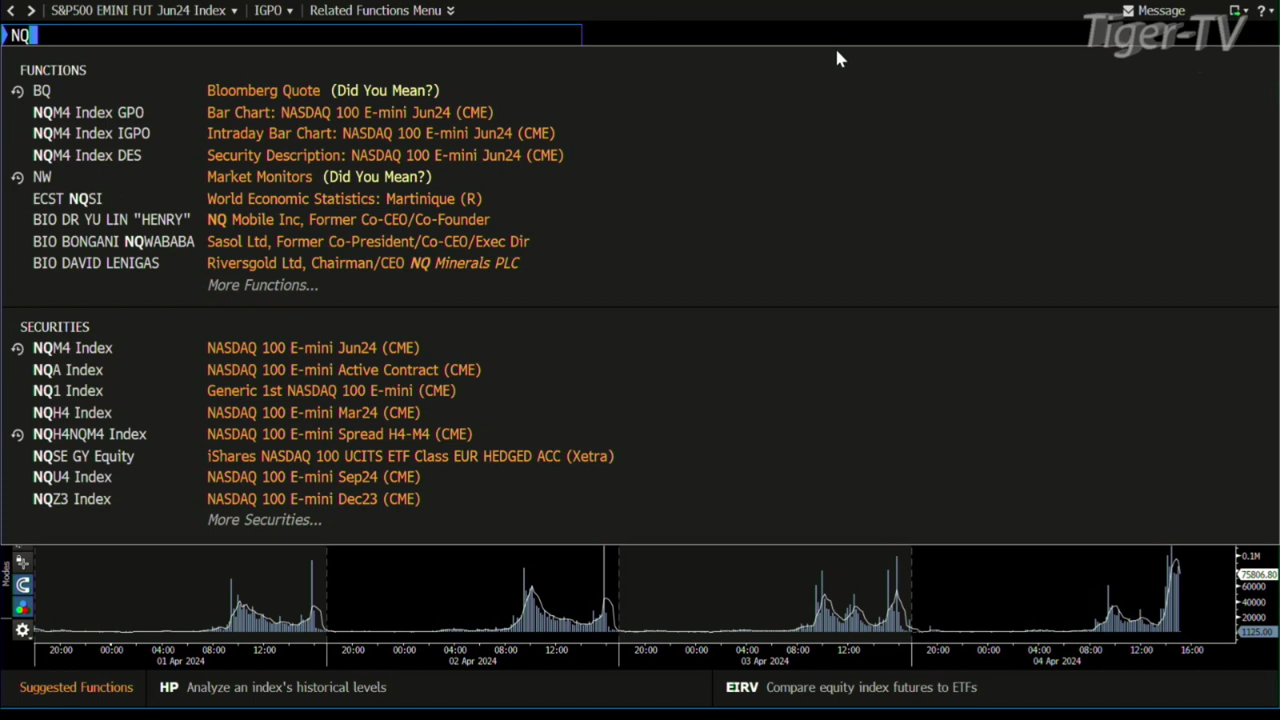 S&P500 EMINI FUT Jun24 Index IGPO Related Functions Menu Message ?
Tiger-TV
NQ
FUNCTIONS
BQ Bloomberg Quote (Did You Mean?)
NQM4 Index GPO Bar Chart: NASDAQ 100 E-mini Jun24 (CME)
NQM4 Index IGPO Intraday Bar Chart: NASDAQ 100 E-mini Jun24 (CME)
NQM4 Index DES Security Description: NASDAQ 100 E-mini Jun24 (CME)
NW Market Monitors (Did You Mean?)
ECST NQSI World Economic Statistics: Martinique (R)
BIO DR YU LIN "HENRY" NQ Mobile Inc, Former Co-CEO/Co-Founder
BIO BONGANI NQWABABA Sasol Ltd, Former Co-President/Co-CEO/Exec Dir
BIO DAVID LENIGAS Riversgold Ltd, Chairman/CEO NQ Minerals PLC
More Functions...
SECURITIES
NQM4 Index NASDAQ 100 E-mini Jun24 (CME)
NQA Index NASDAQ 100 E-mini Active Contract (CME)
NQ1 Index Generic 1st NASDAQ 100 E-mini (CME)
NQH4 Index NASDAQ 100 E-mini Mar24 (CME)
NQH4NQM4 Index NASDAQ 100 E-mini Spread H4-M4 (CME)
NQSE GY Equity iShares NASDAQ 100 UCITS ETF Class EUR HEDGED ACC (Xetra)
NQU4 Index NASDAQ 100 E-mini Sep24 (CME)
NQZ3 Index NASDAQ 100 E-mini Dec23 (CME)
More Securities...
Modes
0.1M
75806.80
60000
40000
20000
1125.00
20:00 00:00 04:00 08:00 12:00 20:00 00:00 04:00 08:00 12:00 20:00 00:00 04:00 08:00 12:00 20:00 00:00 04:00 08:00 12:00 16:00
01 Apr 2024 02 Apr 2024 03 Apr 2024 04 Apr 2024
Suggested Functions HP Analyze an index's historical levels EIRV Compare equity index futures to ETFs